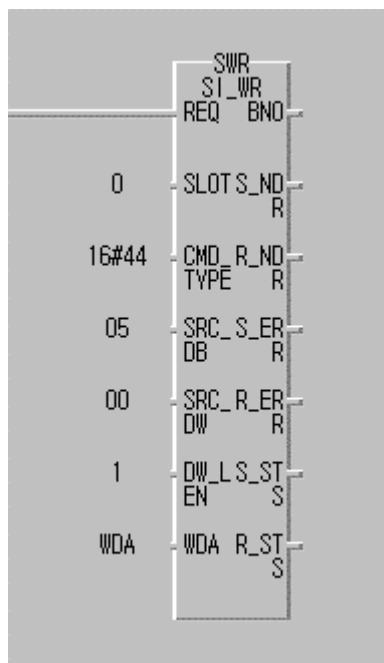 SWR
SI_WR
REQ BNO
0 SLOT S_ND
R
16#44 CMD_ R_ND
TYPE R
05 SRC_ S_ER
DB R
00 SRC_ R_ER
DW R
1 DW_L S_ST
EN S
WDA WDA R_ST
S